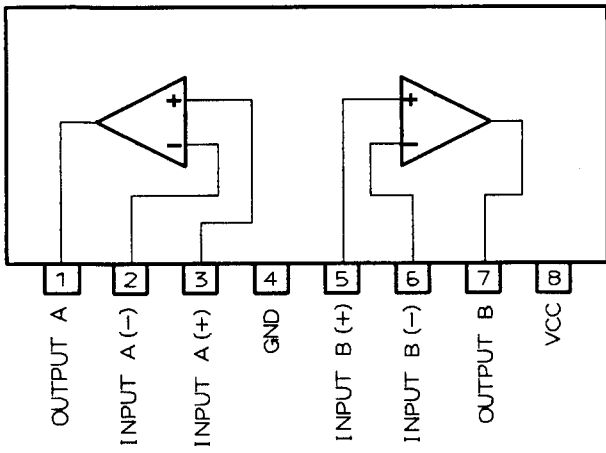 +
−
+
−
1
2
3
4
5
6
7
8
OUTPUT A
INPUT A (−)
INPUT A (+)
GND
INPUT B (+)
INPUT B (−)
OUTPUT B
VCC